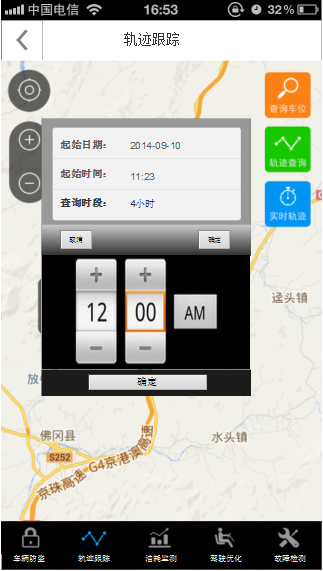 中国电信 16:53 32%
轨迹跟踪
查询车位
轨迹查询
实时轨迹
起始日期： 2014-09-10
起始时间： 11:23
查询时段： 4小时
取消 确定
12 00 AM
确定
迳头镇
放
佛冈县
水头镇
S252
京珠高速 G4京港澳高速
车辆防盗 轨迹跟踪 油耗监测 驾驶优化 故障检测